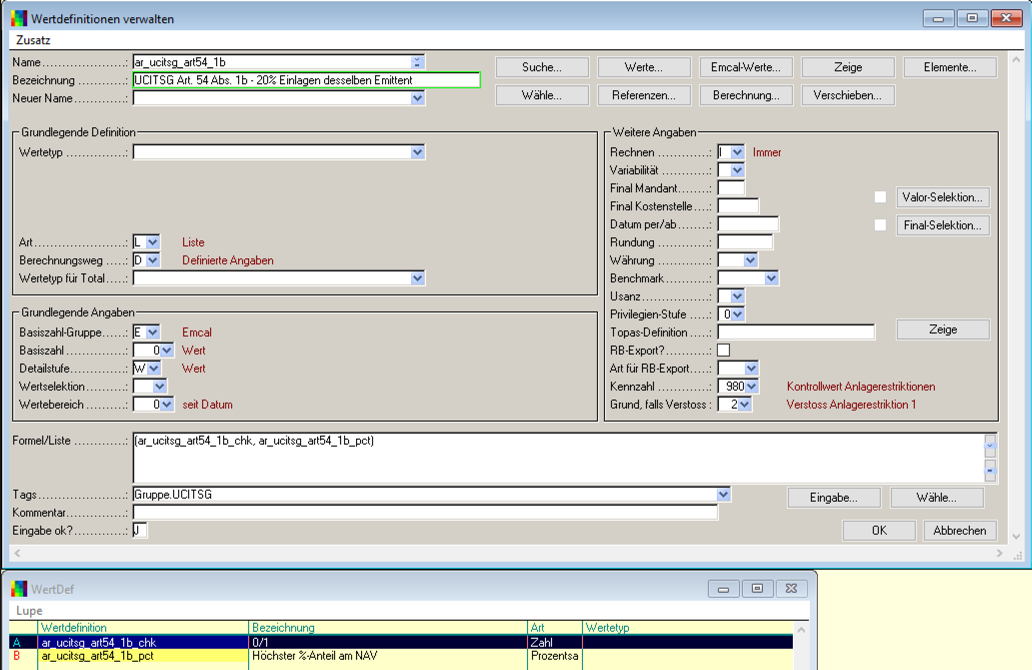 Wertdefinitionen verwalten
Zusatz
Name....................: ar_ucitsg_art54_1b
Suche... Werte... Emcal-Werte... Zeige Elemente...
Bezeichnung ............: UCITSG Art. 54 Abs. 1b - 20% Einlagen desselben Emittent
Neuer Name..............:
Wähle... Referenzen... Berechnung... Verschieben...
Grundlegende Definition
Wertetyp ...............:
Art.....................: L Liste
Berechnungsweg .....: D Definierte Angaben
Wertetyp für Total......:
Grundlegende Angaben
Basiszahl-Gruppe......: E Emcal
Basiszahl ..............: 0 Wert
Detailstufe.............: W Wert
Wertselektion...........:
Wertebereich ...........: 0 seit Datum
Weitere Angaben
Rechnen ............: I Immer
Variabilität ...........:
Final Mandant........:
Valor-Selektion...
Final Kostenstelle....:
Datum per/ab........:
Final-Selektion...
Rundung .............:
Währung .............:
Benchmark...........:
Usanz.................:
Privilegien-Stufe .....: 0
Topas-Definition .....:
Zeige
RB-Export?...........:
Art für RB-Export.....:
Kennzahl .............: 980 Kontrollwert Anlagerestriktionen
Grund, falls Verstoss : 2 Verstoss Anlagerestriktion 1
Formel/Liste ............: (ar_ucitsg_art54_1b_chk, ar_ucitsg_art54_1b_pct)
Tags....................: Gruppe.UCITSG
Eingabe... Wähle...
Kommentar...............:
Eingabe ok?.............: J
OK Abbrechen
WertDef
Lupe
Wertdefinition Bezeichnung Art Wertetyp
A ar_ucitsg_art54_1b_chk 0/1 Zahl
B ar_ucitsg_art54_1b_pct Höchster %-Anteil am NAV Prozentsa